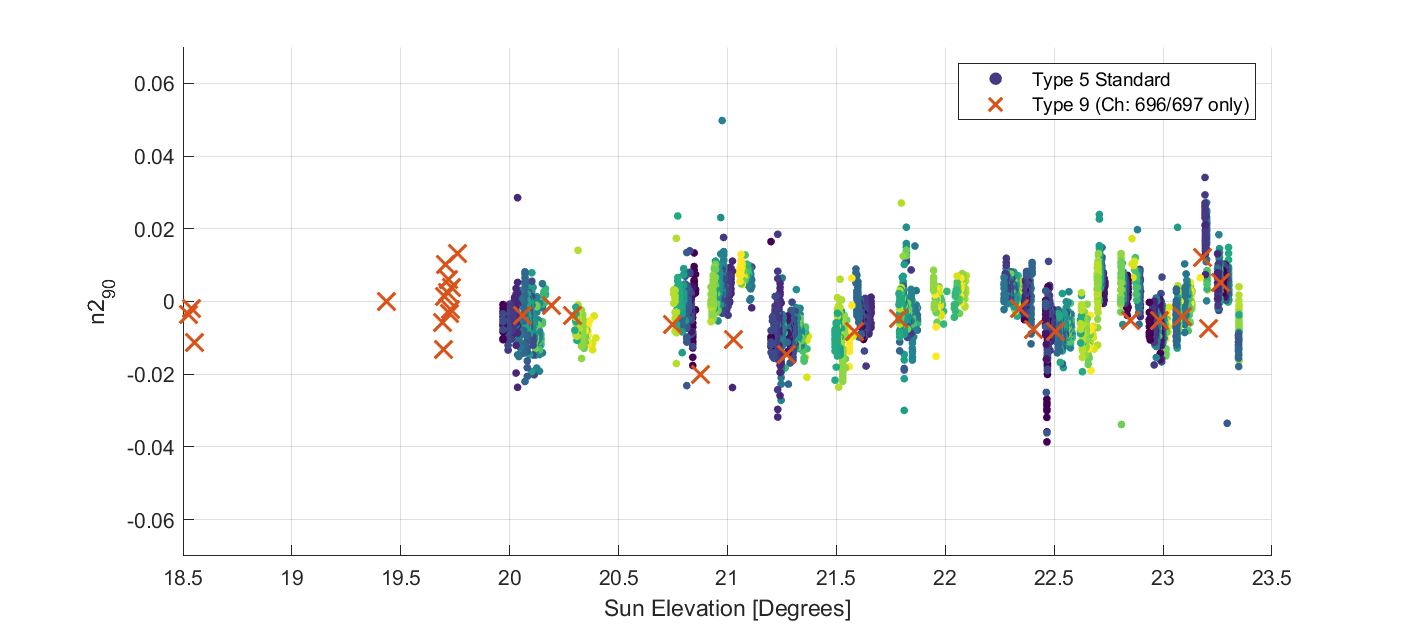 Type 5 Standard
Type 9 (Ch: 696/697 only)
0.06
0.04
0.02
0
-0.02
-0.04
-0.06
n2₉₀
18.5 19 19.5 20 20.5 21 21.5 22 22.5 23 23.5
Sun Elevation [Degrees]